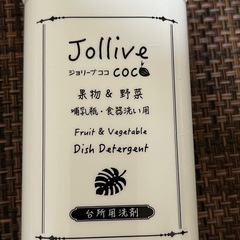 Jollive
ジョリーブ ココ coco
果物 & 野菜
哺乳瓶・食器洗い用
Fruit & Vegetable
Dish Detergent
台所用洗剤